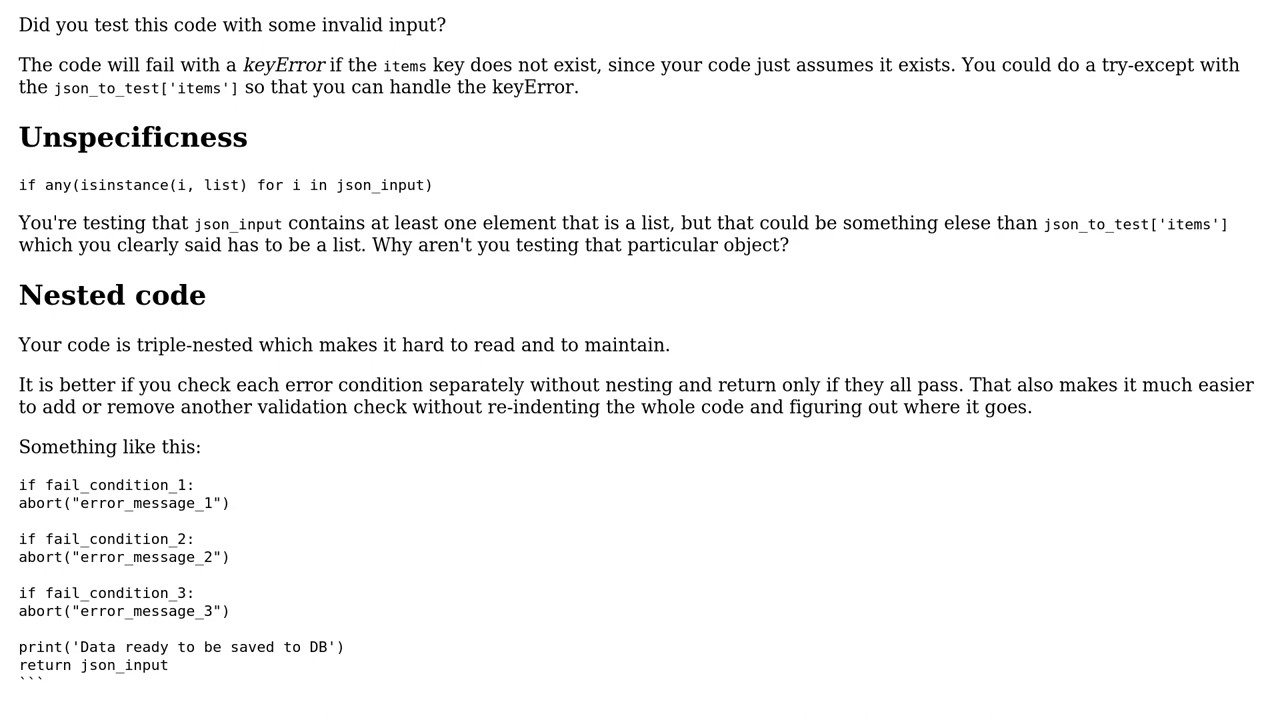 Did you test this code with some invalid input?
The code will fail with a keyError if the items key does not exist, since your code just assumes it exists. You could do a try-except with
the json_to_test['items'] so that you can handle the keyError.
Unspecificness
if any(isinstance(i, list) for i in json_input)
You're testing that json_input contains at least one element that is a list, but that could be something elese than json_to_test['items']
which you clearly said has to be a list. Why aren't you testing that particular object?
Nested code
Your code is triple-nested which makes it hard to read and to maintain.
It is better if you check each error condition separately without nesting and return only if they all pass. That also makes it much easier
to add or remove another validation check without re-indenting the whole code and figuring out where it goes.
Something like this:
if fail_condition_1:
abort("error_message_1")
if fail_condition_2:
abort("error_message_2")
if fail_condition_3:
abort("error_message_3")
print('Data ready to be saved to DB')
return json_input
```